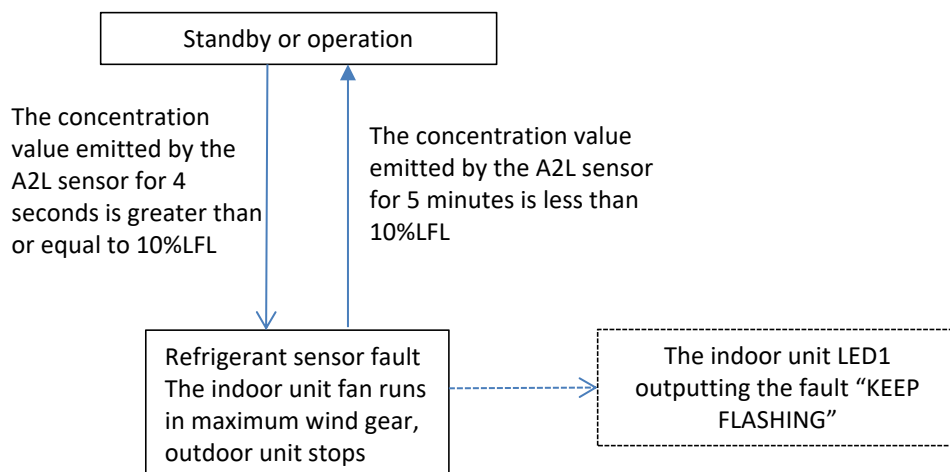 Standby or operation
The concentration
value emitted by the
A2L sensor for 4
seconds is greater than
or equal to 10%LFL
The concentration value
emitted by the A2L sensor
for 5 minutes is less than
10%LFL
Refrigerant sensor fault
The indoor unit fan runs
in maximum wind gear,
outdoor unit stops
The indoor unit LED1
outputting the fault “KEEP
FLASHING”